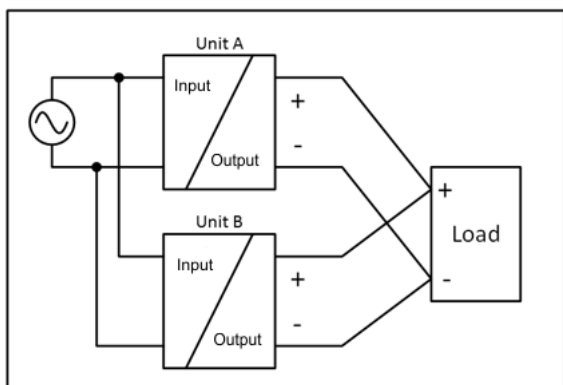 Unit A
Input
+
-
Output
+
Load
-
Unit B
Input
+
-
Output